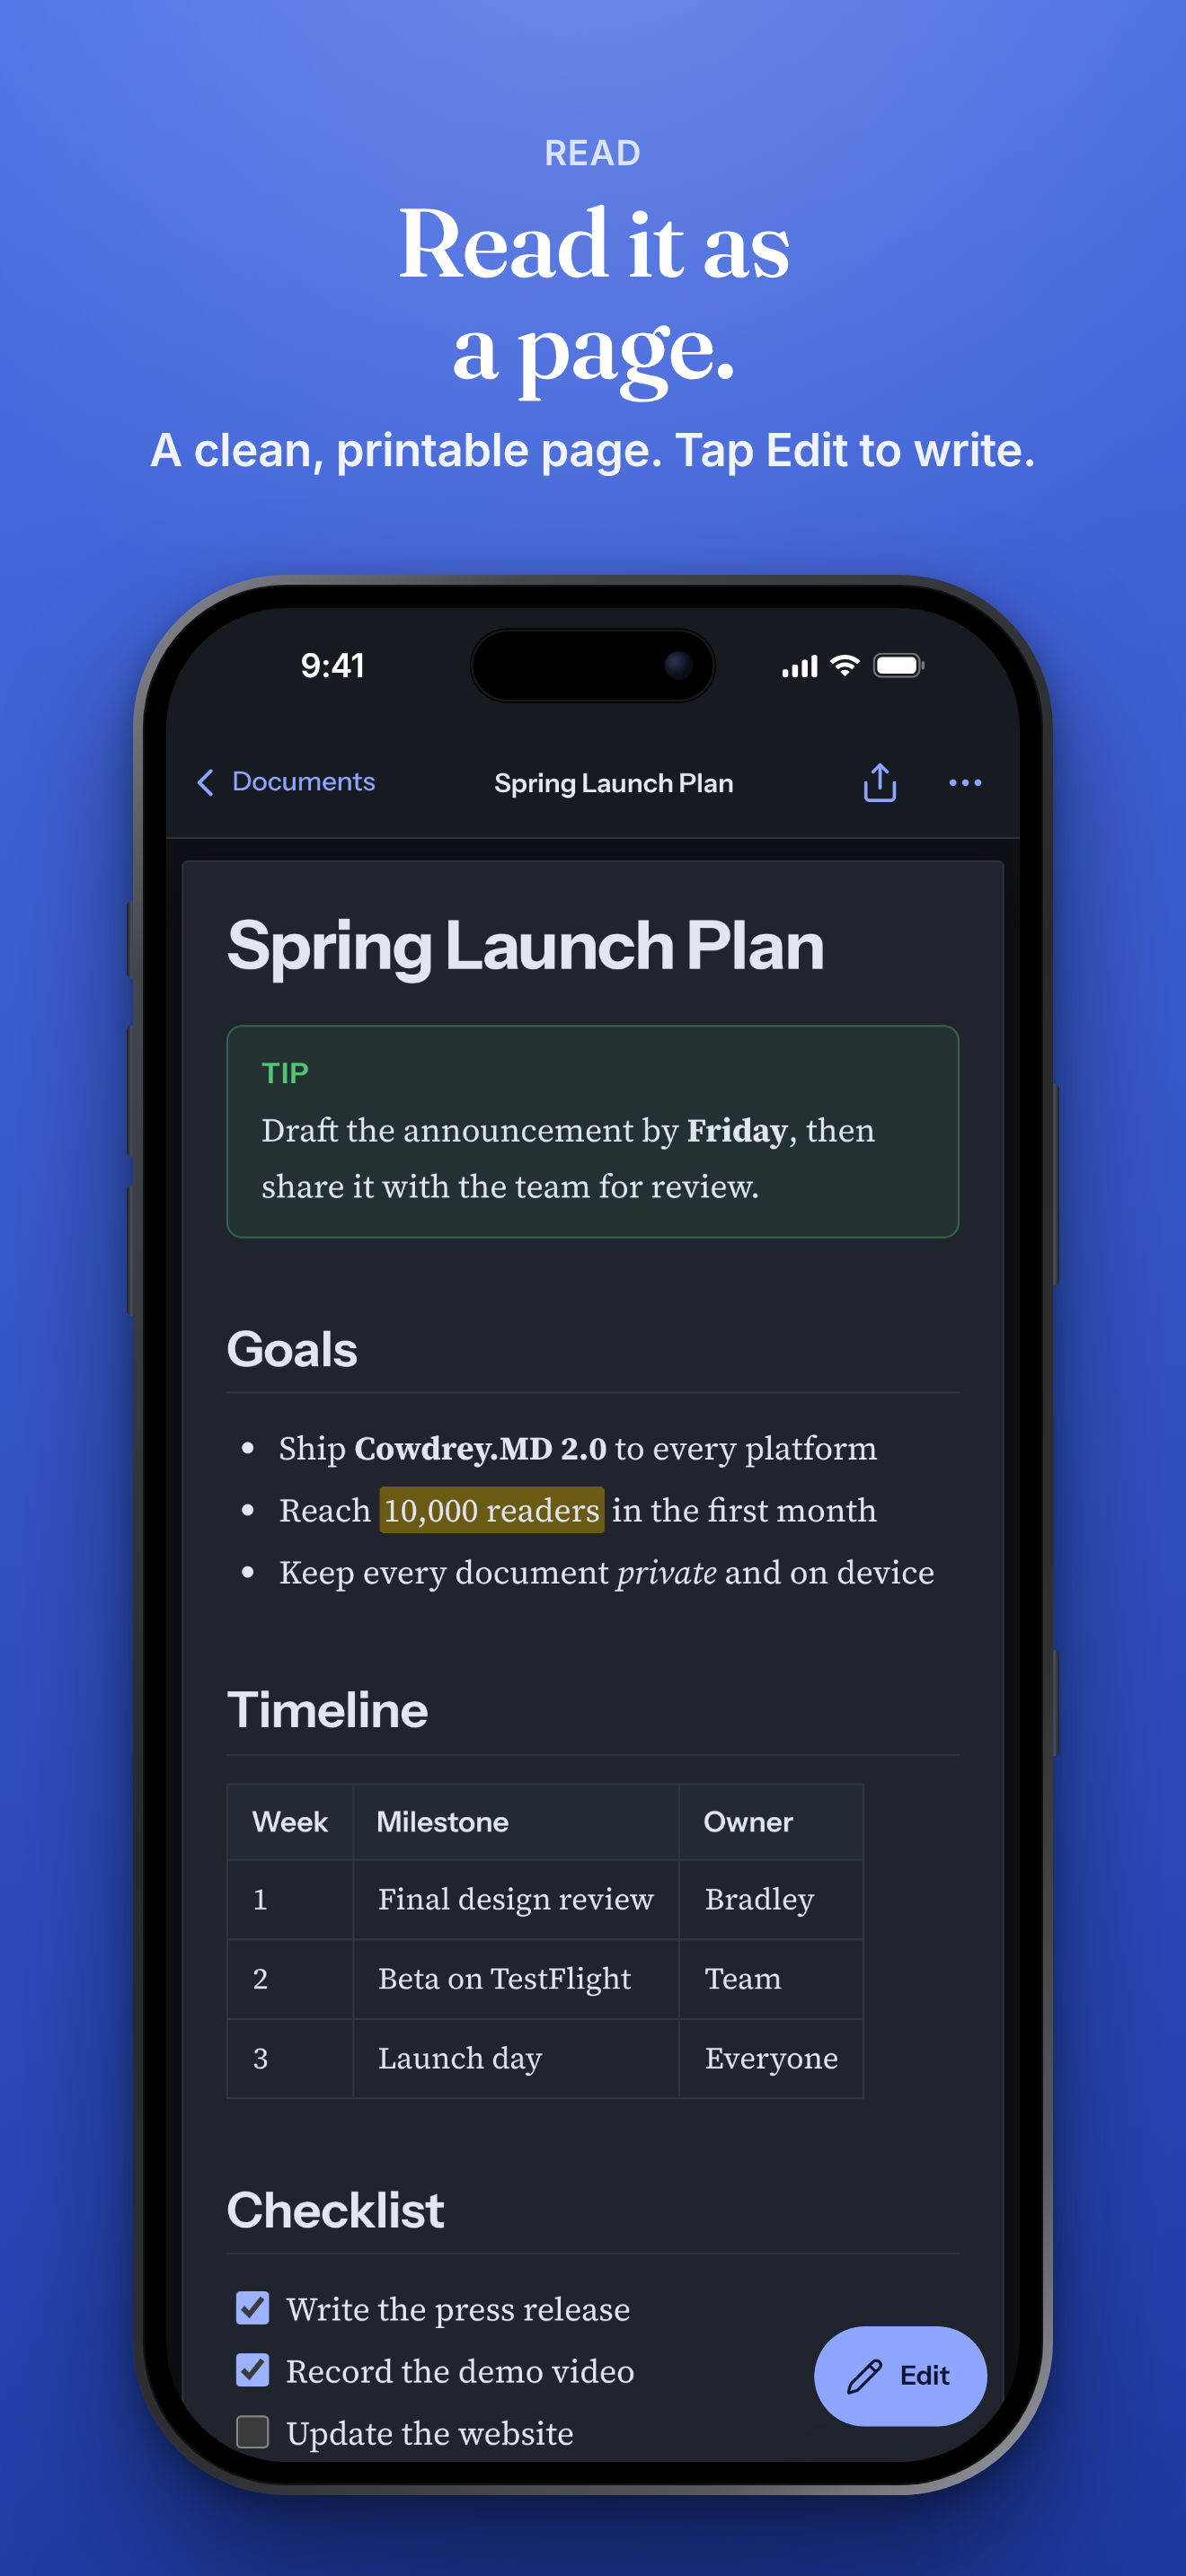 READ
Read it as
a page.
A clean, printable page. Tap Edit to write.
9:41
Documents
Spring Launch Plan
Spring Launch Plan
TIP
Draft the announcement by Friday, then
share it with the team for review.
Goals
• Ship Cowdrey.MD 2.0 to every platform
• Reach 10,000 readers in the first month
• Keep every document private and on device
Timeline
Week Milestone Owner
1 Final design review Bradley
2 Beta on TestFlight Team
3 Launch day Everyone
Checklist
Write the press release
Record the demo video
Edit
Update the website